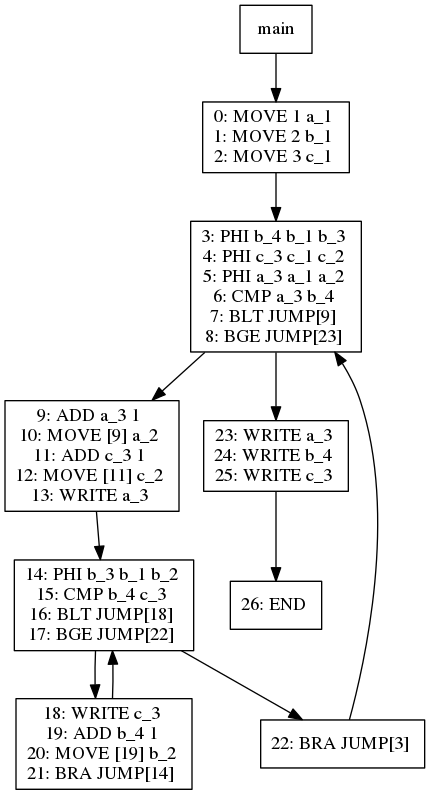 main
0: MOVE 1 a_1
1: MOVE 2 b_1
2: MOVE 3 c_1
3: PHI b_4 b_1 b_3
4: PHI c_3 c_1 c_2
5: PHI a_3 a_1 a_2
6: CMP a_3 b_4
7: BLT JUMP[9]
8: BGE JUMP[23]
9: ADD a_3 1
10: MOVE [9] a_2
11: ADD c_3 1
12: MOVE [11] c_2
13: WRITE a_3
23: WRITE a_3
24: WRITE b_4
25: WRITE c_3
14: PHI b_3 b_1 b_2
15: CMP b_4 c_3
16: BLT JUMP[18]
17: BGE JUMP[22]
26: END
18: WRITE c_3
19: ADD b_4 1
20: MOVE [19] b_2
21: BRA JUMP[14]
22: BRA JUMP[3]